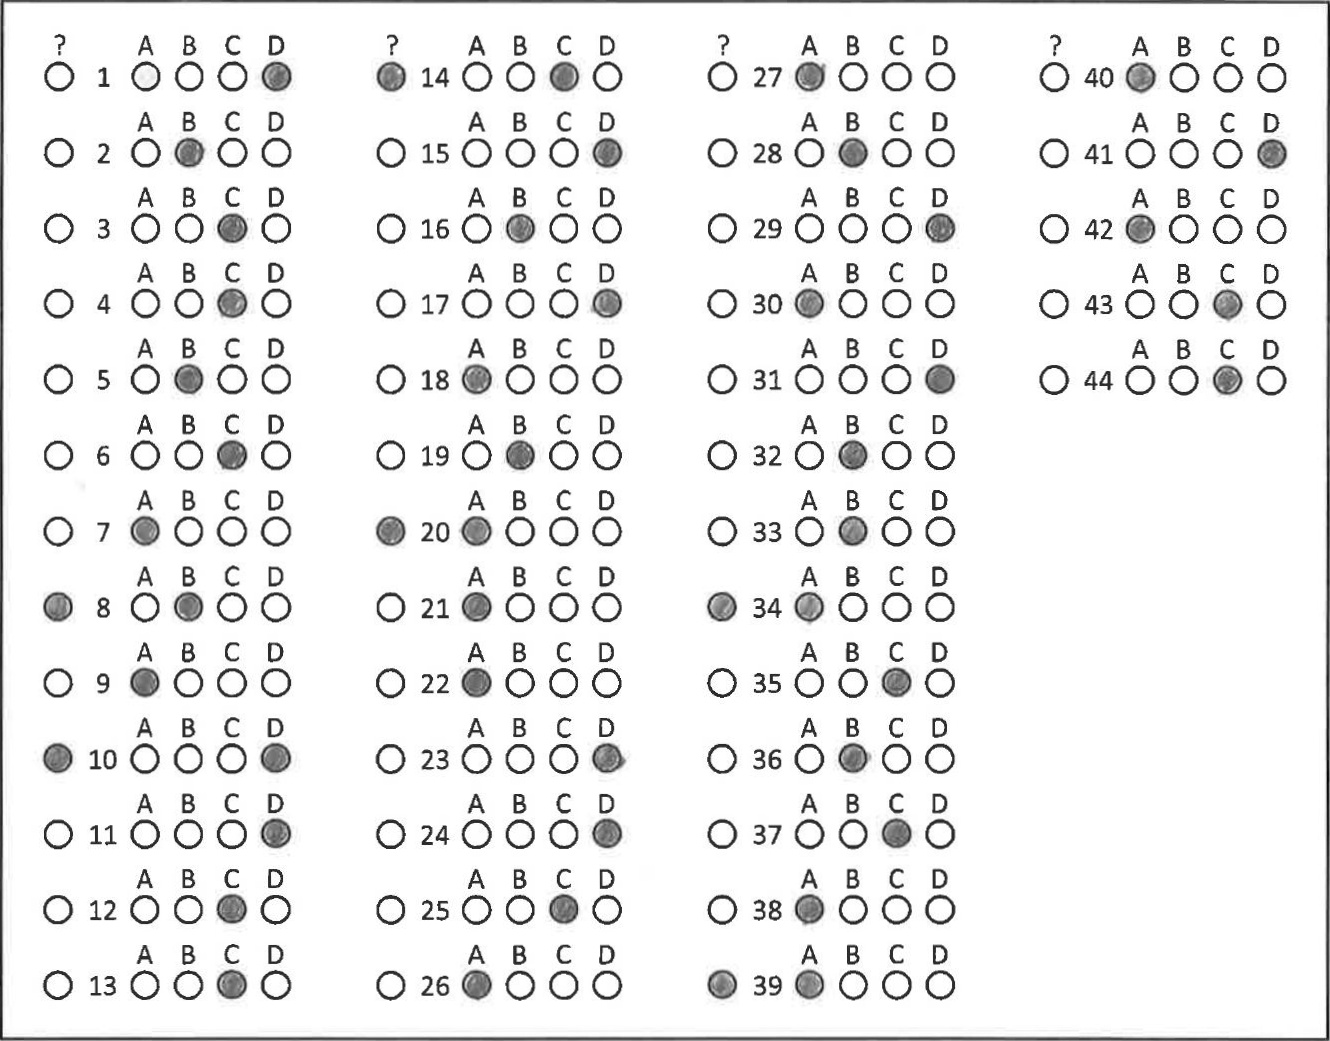 ? A B C D
1
A B C D
2
A B C D
3
A B C D
4
A B C D
5
A B C D
6
A B C D
7
A B C D
8
A B C D
9
A B C D
10
A B C D
11
A B C D
12
A B C D
13
? A B C D
14
A B C D
15
A B C D
16
A B C D
17
A B C D
18
A B C D
19
A B C D
20
A B C D
21
A B C D
22
A B C D
23
A B C D
24
A B C D
25
A B C D
26
? A B C D
27
A B C D
28
A B C D
29
A B C D
30
A B C D
31
A B C D
32
A B C D
33
A B C D
34
A B C D
35
A B C D
36
A B C D
37
A B C D
38
A B C D
39
? A B C D
40
A B C D
41
A B C D
42
A B C D
43
A B C D
44